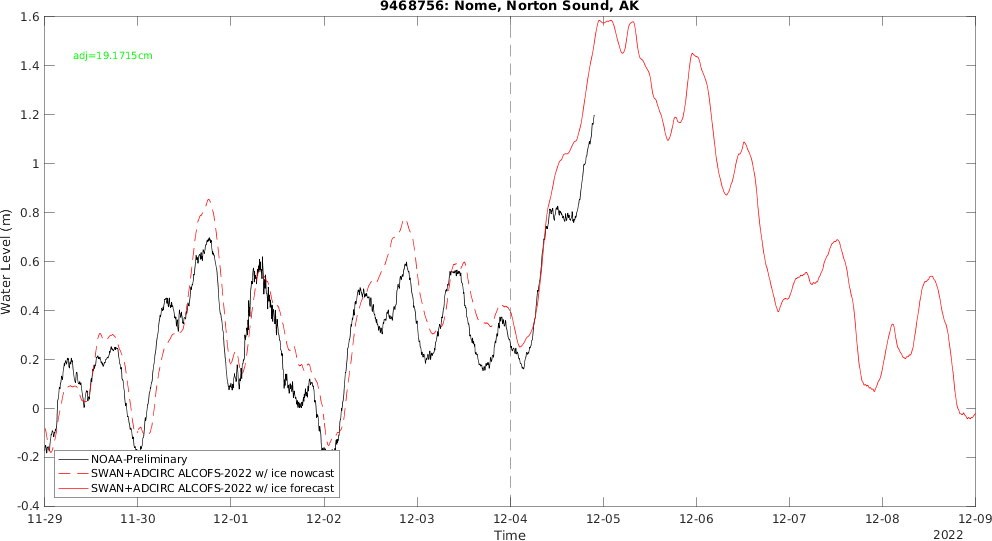 9468756: Nome, Norton Sound, AK
adj=19.1715cm
Water Level (m)
1.6
1.4
1.2
1
0.8
0.6
0.4
0.2
0
-0.2
-0.4
NOAA-Preliminary
SWAN+ADCIRC ALCOFS-2022 w/ ice nowcast
SWAN+ADCIRC ALCOFS-2022 w/ ice forecast
11-29 11-30 12-01 12-02 12-03 12-04 12-05 12-06 12-07 12-08 12-09
Time
2022